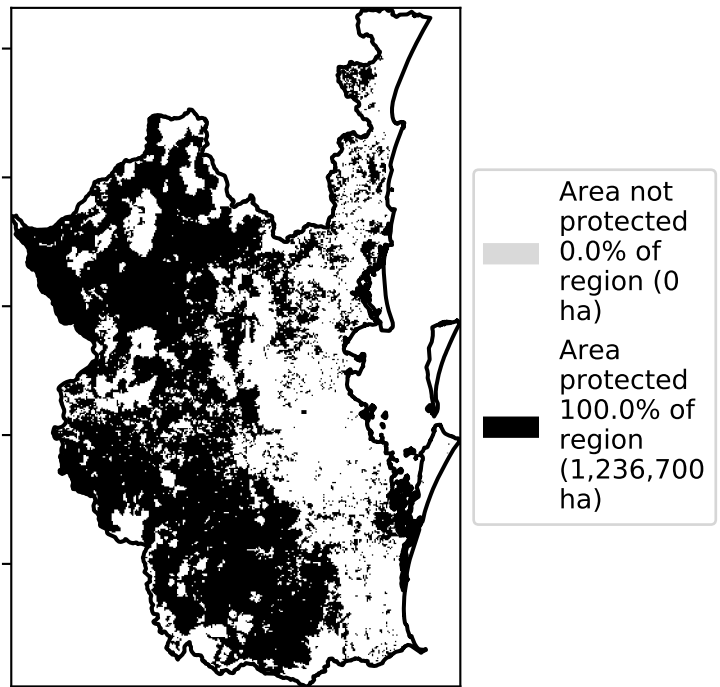 Area not
protected
0.0% of
region (0
ha)
Area
protected
100.0% of
region
(1,236,700
ha)